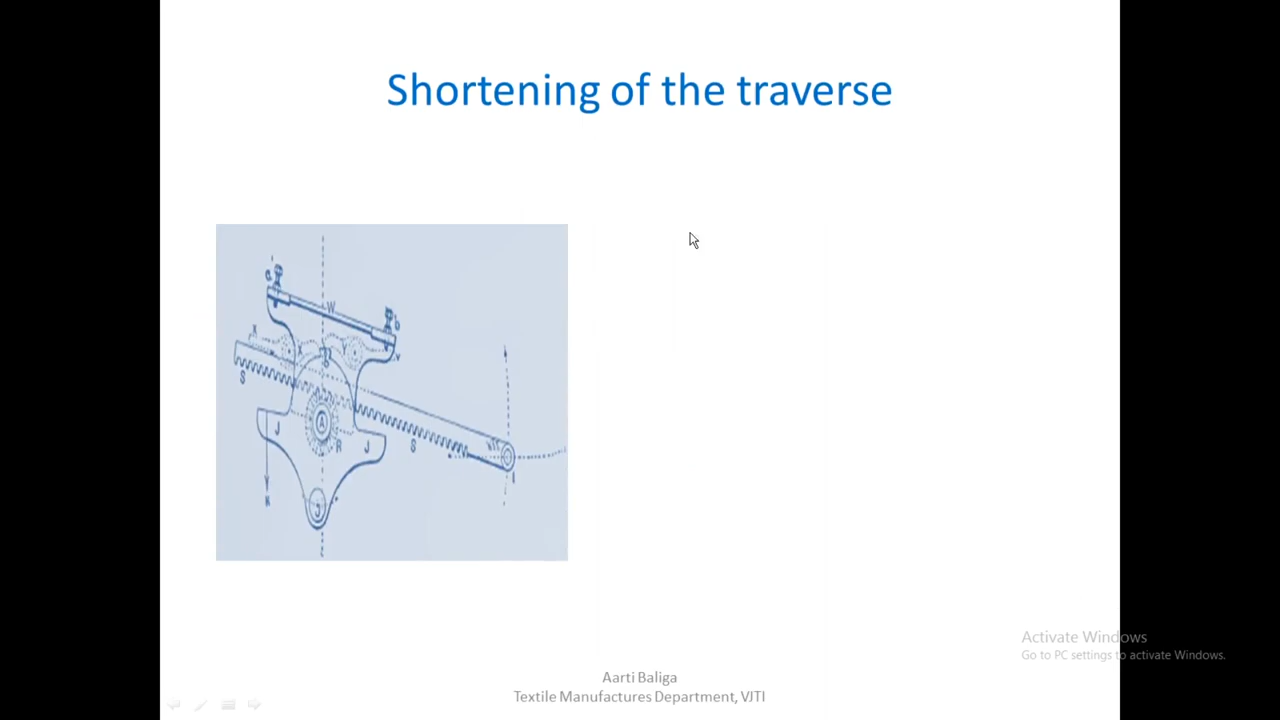 Shortening of the traverse
a
W
b
X
X
Y
V
S
A
R
J
J
S
K
J
I
Activate Windows
Go to PC settings to activate Windows.
Aarti Baliga
Textile Manufactures Department, VJTI